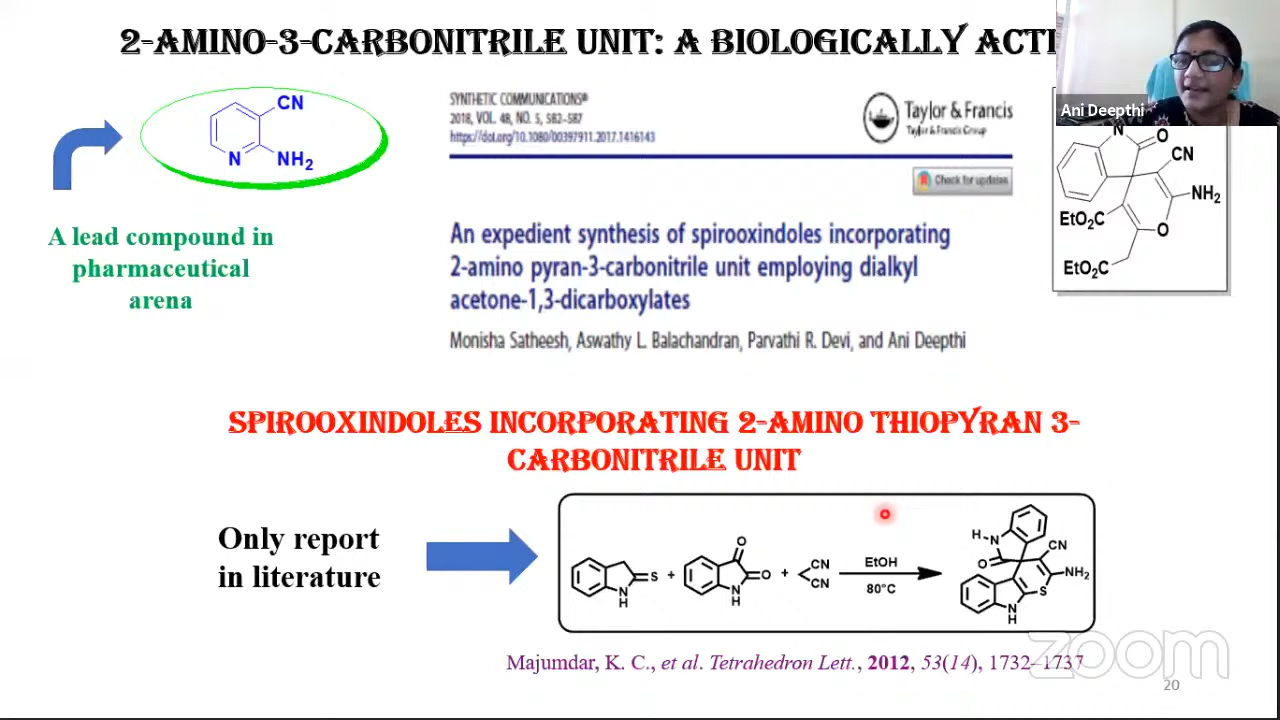 2-AMINO-3-CARBONITRILE UNIT: A BIOLOGICALLY ACTI
Ani Deepthi
CN
N
NH2
A lead compound in
pharmaceutical
arena
SYNTHETIC COMMUNICATIONS®
2018, VOL. 48, NO. 5, 582–587
https://doi.org/10.1080/00397911.2017.1416143
Taylor & Francis
Taylor & Francis Group
Check for updates
An expedient synthesis of spirooxindoles incorporating
2-amino pyran-3-carbonitrile unit employing dialkyl
acetone-1,3-dicarboxylates
Monisha Satheesh, Aswathy L. Balachandran, Parvathi R. Devi, and Ani Deepthi
N
O
CN
NH2
EtO2C
O
EtO2C
SPIROOXINDOLES INCORPORATING 2-AMINO THIOPYRAN 3-
CARBONITRILE UNIT
Only report
in literature
N
H
S
+
O
O
N
H
+
CN
CN
EtOH
80°C
H
N
O
CN
NH2
S
N
H
Majumdar, K. C., et al. Tetrahedron Lett., 2012, 53(14), 1732–1737
zoom
20